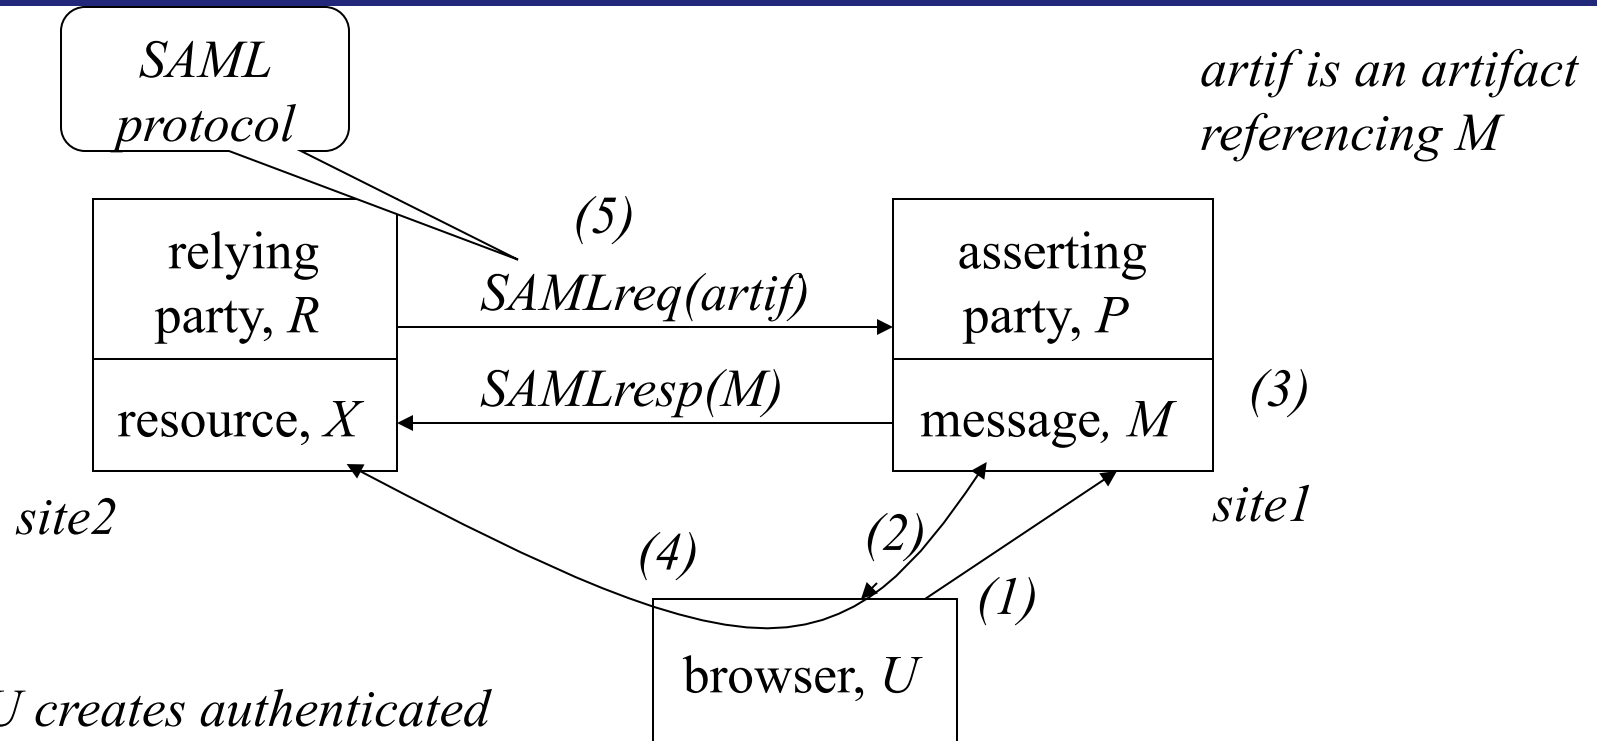 SAML
protocol
artif is an artifact
referencing M
(5)
relying
party, R
SAMLreq(artif)
asserting
party, P
resource, X
SAMLresp(M)
message, M
(3)
site2
site1
(2)
(4)
(1)
browser, U
U creates authenticated